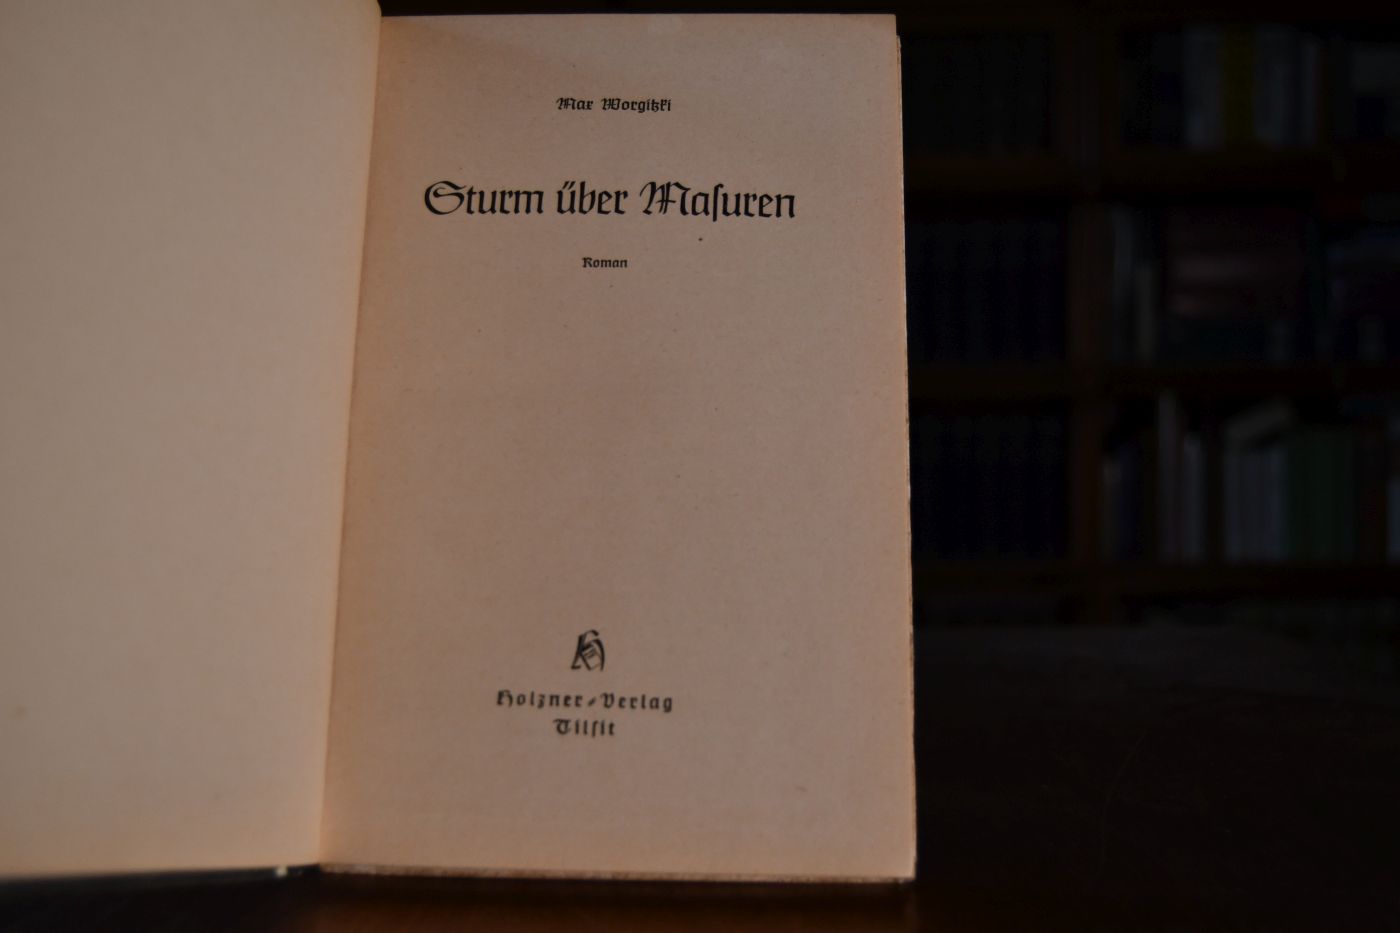 Max Worgitzki
Sturm über Maſuren
Roman
H
Holzner-Verlag
Tilſit